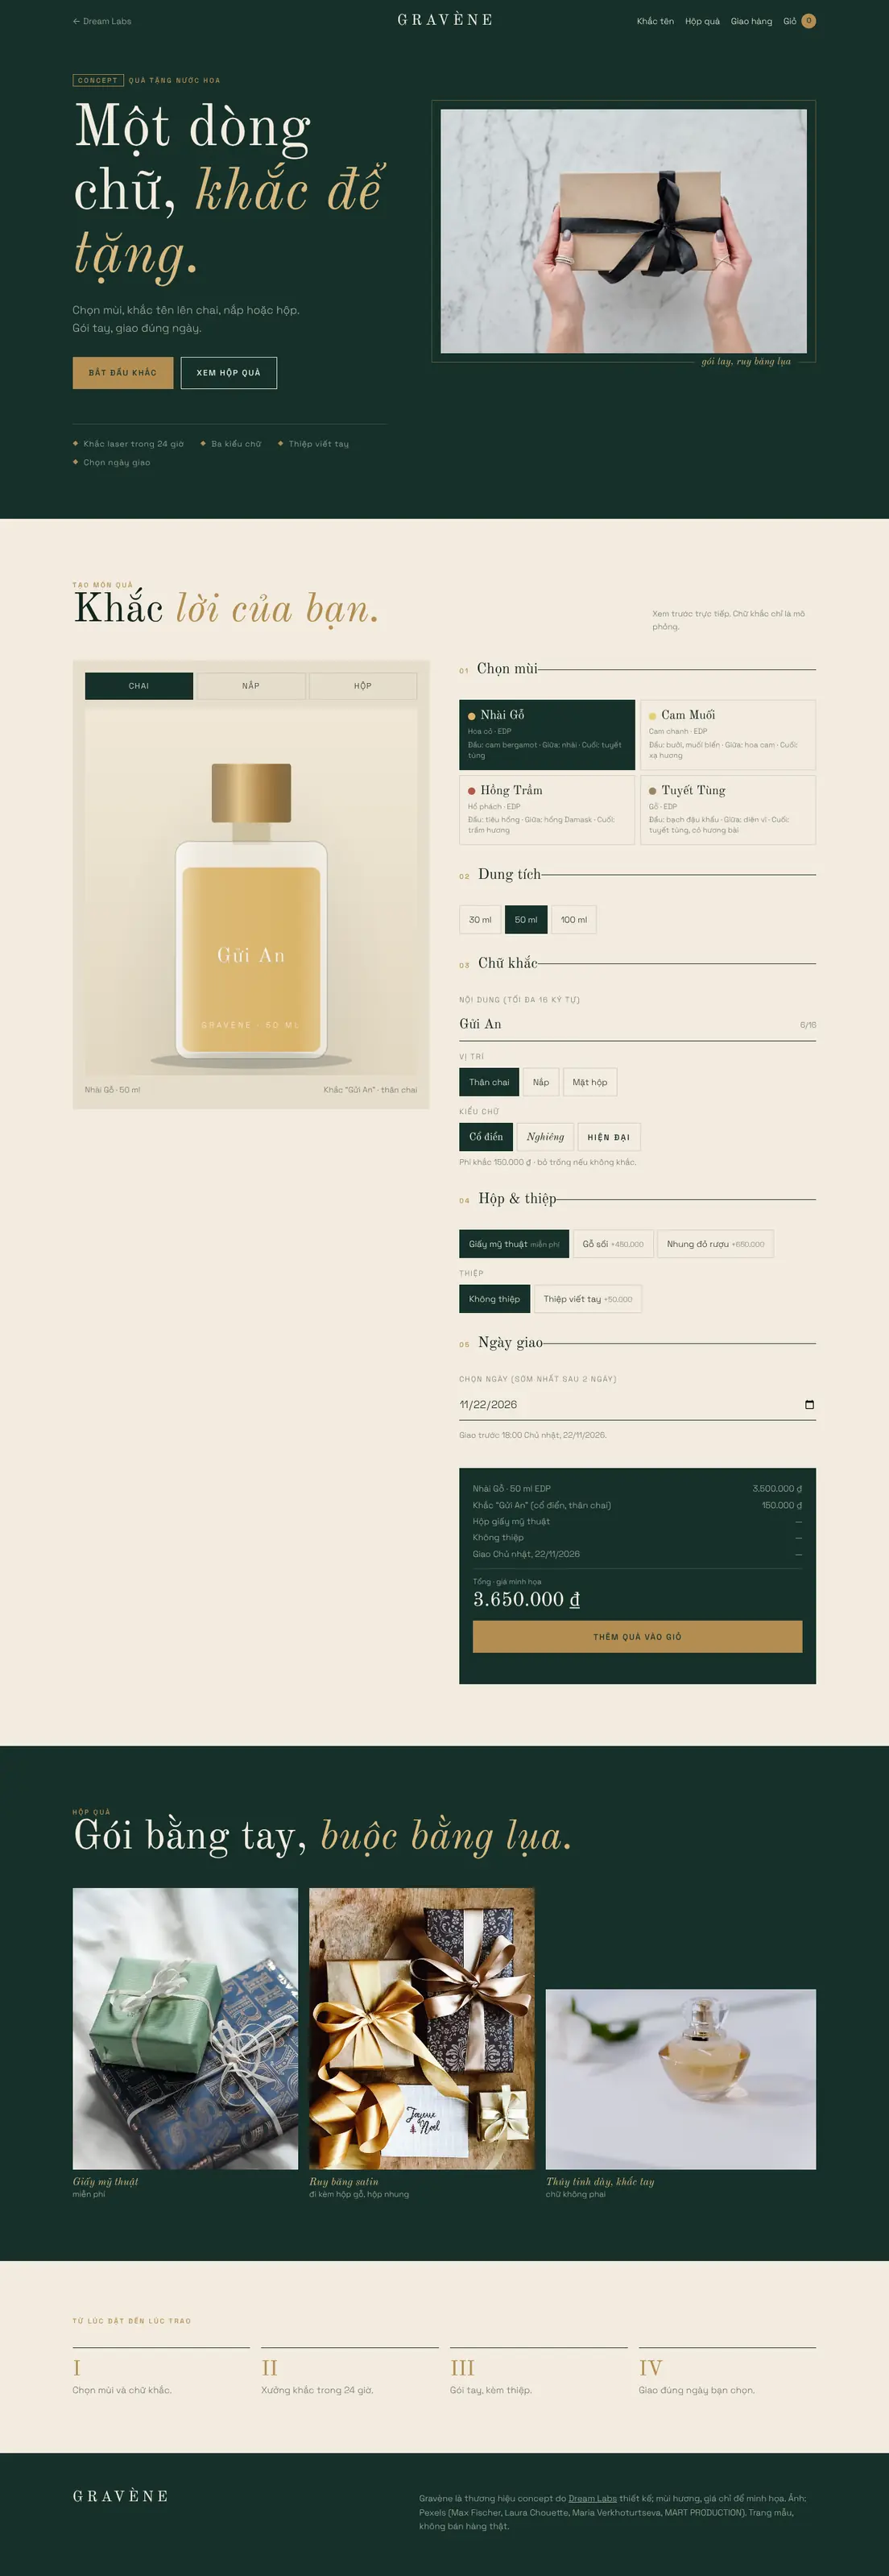 ← Dream Labs
GRAVÈNE
Khắc tên Hộp quà Giao hàng Giỏ 0
CONCEPT QUÀ TẶNG NƯỚC HOA
Một dòng
chữ, khắc để
tặng.
Chọn mùi, khắc tên lên chai, nắp hoặc hộp.
Gói tay, giao đúng ngày.
BẮT ĐẦU KHẮC XEM HỘP QUÀ
gói tay, ruy băng lụa
Khắc laser trong 24 giờ Ba kiểu chữ Thiệp viết tay
Chọn ngày giao
TẠO MÓN QUÀ
Khắc lời của bạn.
Xem trước trực tiếp. Chữ khắc chỉ là mô
phỏng.
CHAI NẮP HỘP
Gửi An
GRAVÈNE · 50 ML
Nhài Gỗ · 50 ml Khắc "Gửi An" · thân chai
01 Chọn mùi
Nhài Gỗ
Hoa cỏ · EDP
Đầu: cam bergamot · Giữa: nhài · Cuối: tuyết
tùng
Cam Muối
Cam chanh · EDP
Đầu: bưởi, muối biển · Giữa: hoa cam · Cuối:
xạ hương
Hồng Trầm
Hổ phách · EDP
Đầu: tiêu hồng · Giữa: hồng Damask · Cuối:
trầm hương
Tuyết Tùng
Gỗ · EDP
Đầu: bạch đậu khấu · Giữa: diên vĩ · Cuối:
tuyết tùng, cỏ hương bài
02 Dung tích
30 ml 50 ml 100 ml
03 Chữ khắc
NỘI DUNG (TỐI ĐA 16 KÝ TỰ)
Gửi An 6/16
VỊ TRÍ
Thân chai Nắp Mặt hộp
KIỂU CHỮ
Cổ điển Nghiêng HIỆN ĐẠI
Phí khắc 150.000 ₫ · bỏ trống nếu không khắc.
04 Hộp & thiệp
Giấy mỹ thuật miễn phí Gỗ sồi +450.000 Nhung đỏ rượu +650.000
THIỆP
Không thiệp Thiệp viết tay +50.000
05 Ngày giao
CHỌN NGÀY (SỚM NHẤT SAU 2 NGÀY)
11/22/2026
Giao trước 18:00 Chủ nhật, 22/11/2026.
Nhài Gỗ · 50 ml EDP 3.500.000 ₫
Khắc "Gửi An" (cổ điển, thân chai) 150.000 ₫
Hộp giấy mỹ thuật —
Không thiệp —
Giao Chủ nhật, 22/11/2026 —
Tổng · giá minh họa
3.650.000 ₫
THÊM QUÀ VÀO GIỎ
HỘP QUÀ
Gói bằng tay, buộc bằng lụa.
Joyeux
Noël
Giấy mỹ thuật
miễn phí
Ruy băng satin
đi kèm hộp gỗ, hộp nhung
Thủy tinh dày, khắc tay
chữ không phai
TỪ LÚC ĐẶT ĐẾN LÚC TRAO
I
Chọn mùi và chữ khắc.
II
Xưởng khắc trong 24 giờ.
III
Gói tay, kèm thiệp.
IV
Giao đúng ngày bạn chọn.
GRAVÈNE
Gravène là thương hiệu concept do Dream Labs thiết kế; mùi hương, giá chỉ để minh họa. Ảnh:
Pexels (Max Fischer, Laura Chouette, Maria Verkhoturtseva, MART PRODUCTION). Trang mẫu,
không bán hàng thật.